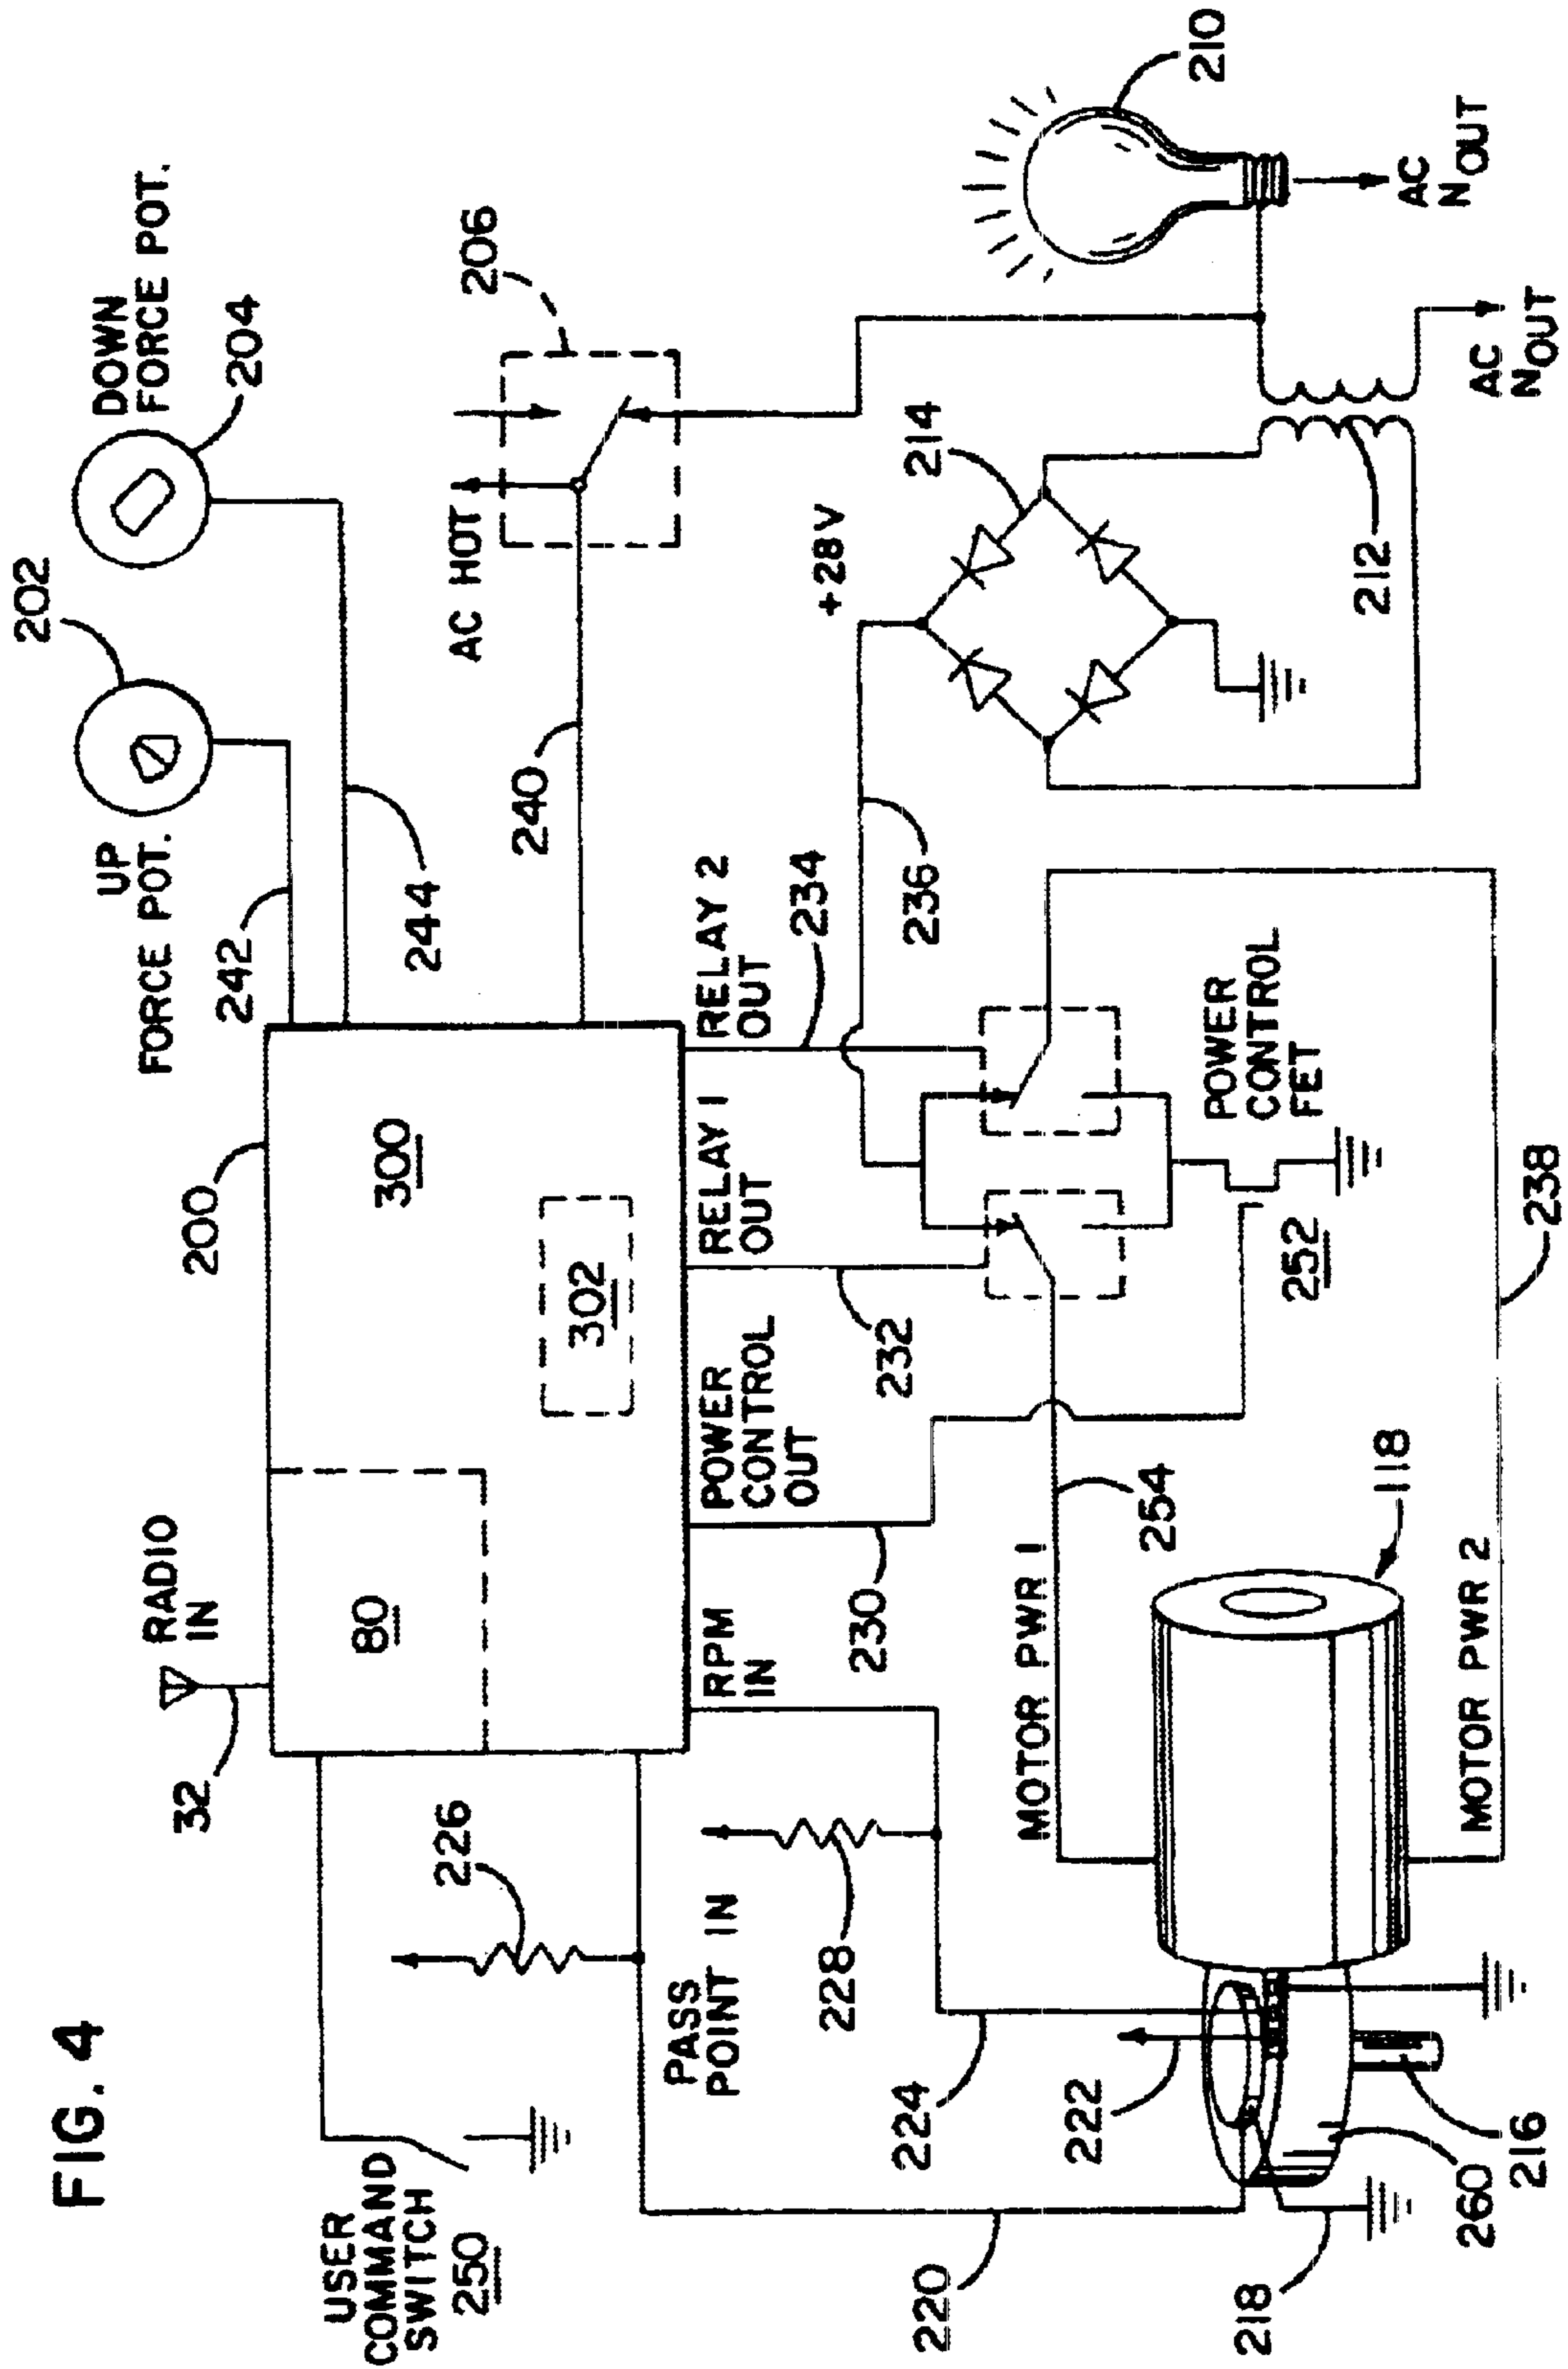 FIG. 4
USER
COMMAND
SWITCH
250
32
RADIO
IN
80
200
300
302
242
244
UP
FORCE POT.
202
DOWN
FORCE POT.
204
206
AC HOT
240
226
PASS
POINT IN
228
RPM
IN
POWER
CONTROL
OUT
230
RELAY 1
OUT
232
RELAY 2
OUT
234
236
+28V
214
212
210
AC
NOUT
AC
NOUT
220
218
224
222
260
216
MOTOR PWR 1
254
118
MOTOR PWR 2
252
POWER
CONTROL
FET
238